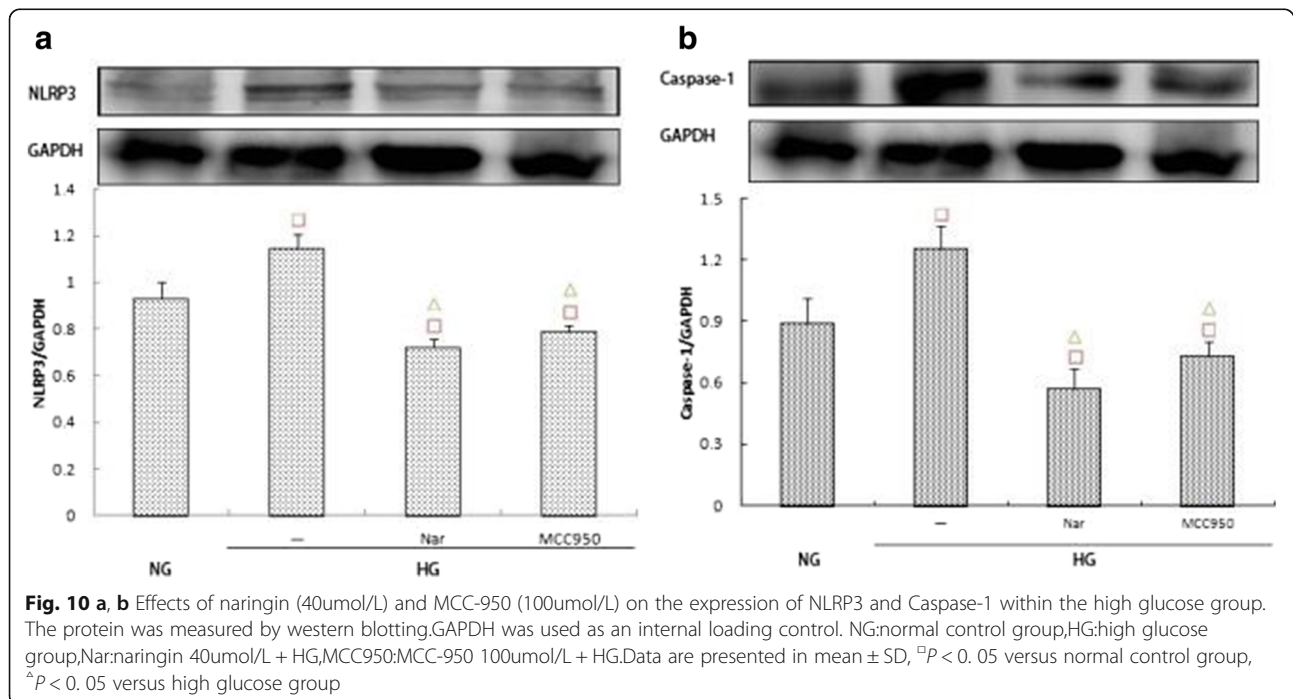 a
NLRP3
GAPDH
1.4
1.2
1
0.8
0.6
0.4
0.2
0
NLRP3/GAPDH
— Nar MCC950
NG HG
b
Caspase-1
GAPDH
1.5
1.2
0.9
0.6
0.3
0
Caspase-1/GAPDH
— Nar MCC950
NG HG
Fig. 10 a, b Effects of naringin (40umol/L) and MCC-950 (100umol/L) on the expression of NLRP3 and Caspase-1 within the high glucose group.
The protein was measured by western blotting.GAPDH was used as an internal loading control. NG:normal control group,HG:high glucose
group,Nar:naringin 40umol/L + HG,MCC950:MCC-950 100umol/L + HG.Data are presented in mean ± SD, □P < 0. 05 versus normal control group,
△P < 0. 05 versus high glucose group